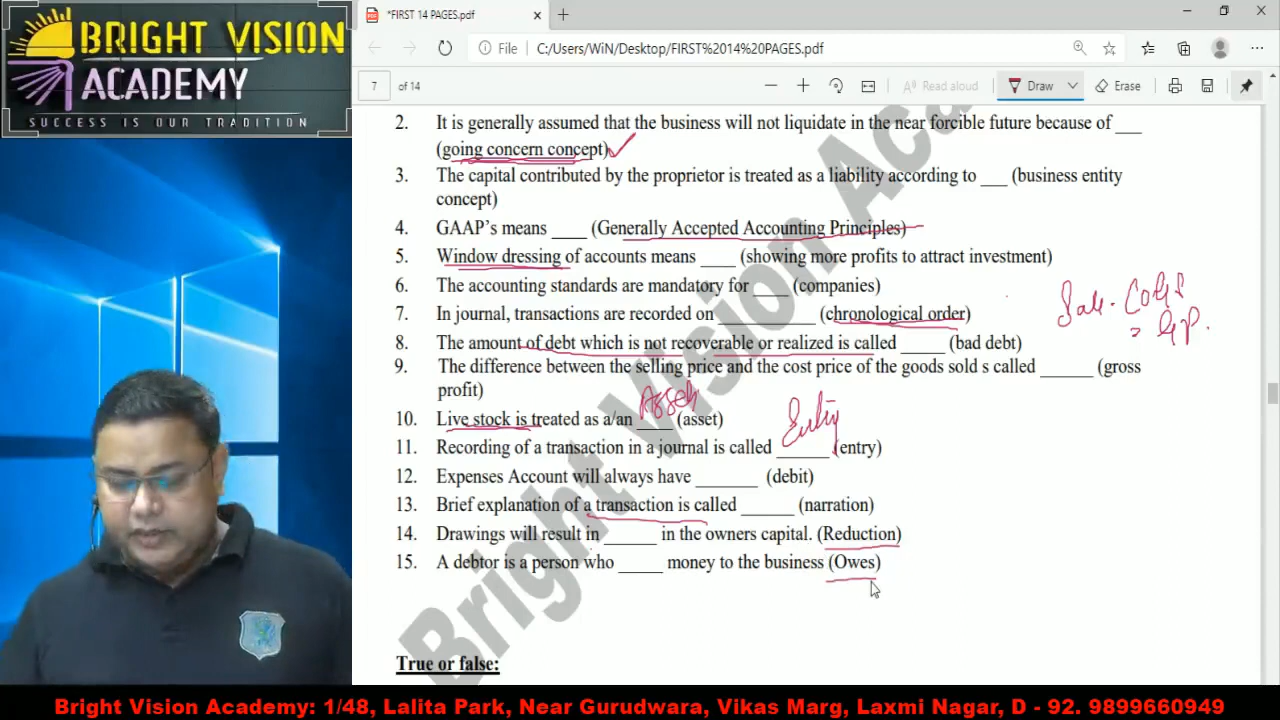 BRIGHT VISION
ACADEMY
SUCCESS IS OUR TRADITION
*FIRST 14 PAGES.pdf
File C:/Users/WiN/Desktop/FIRST%2014%20PAGES.pdf
7 of 14
Read aloud
Draw
Erase
2. It is generally assumed that the business will not liquidate in the near forcible future because of ___
(going concern concept)
3. The capital contributed by the proprietor is treated as a liability according to ___ (business entity
concept)
4. GAAP’s means ____ (Generally Accepted Accounting Principles)
5. Window dressing of accounts means ____ (showing more profits to attract investment)
6. The accounting standards are mandatory for ____ (companies)
7. In journal, transactions are recorded on ___________ (chronological order)
8. The amount of debt which is not recoverable or realized is called _____ (bad debt)
9. The difference between the selling price and the cost price of the goods sold s called ______ (gross
profit)
Sale - COGS
= GP.
10. Live stock is treated as a/an ____ (asset)
Asset
11. Recording of a transaction in a journal is called ______ (entry)
Entry
12. Expenses Account will always have _______ (debit)
13. Brief explanation of a transaction is called ______ (narration)
14. Drawings will result in ______ in the owners capital. (Reduction)
15. A debtor is a person who _____ money to the business (Owes)
True or false:
Bright Vision Aca
Bright Vision Academy: 1/48, Lalita Park, Near Gurudwara, Vikas Marg, Laxmi Nagar, D - 92. 9899660949